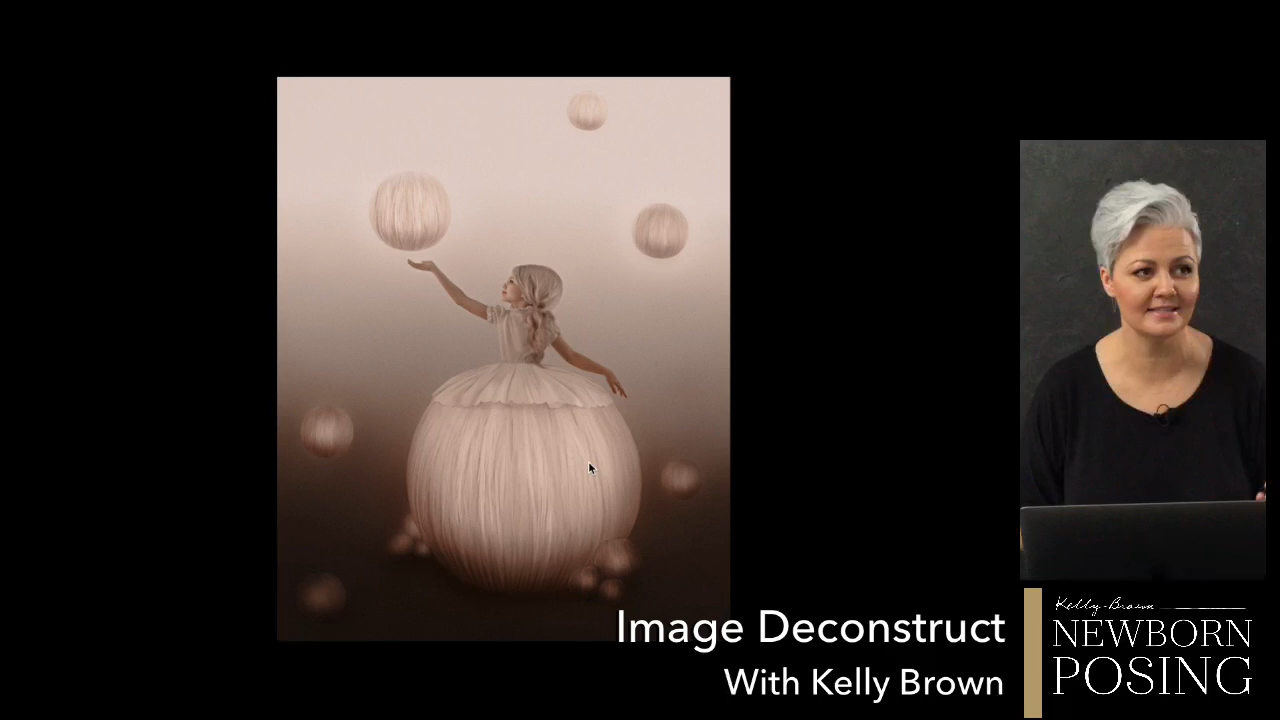 Image Deconstruct
With Kelly Brown
Kelly Brown
NEWBORN
POSING